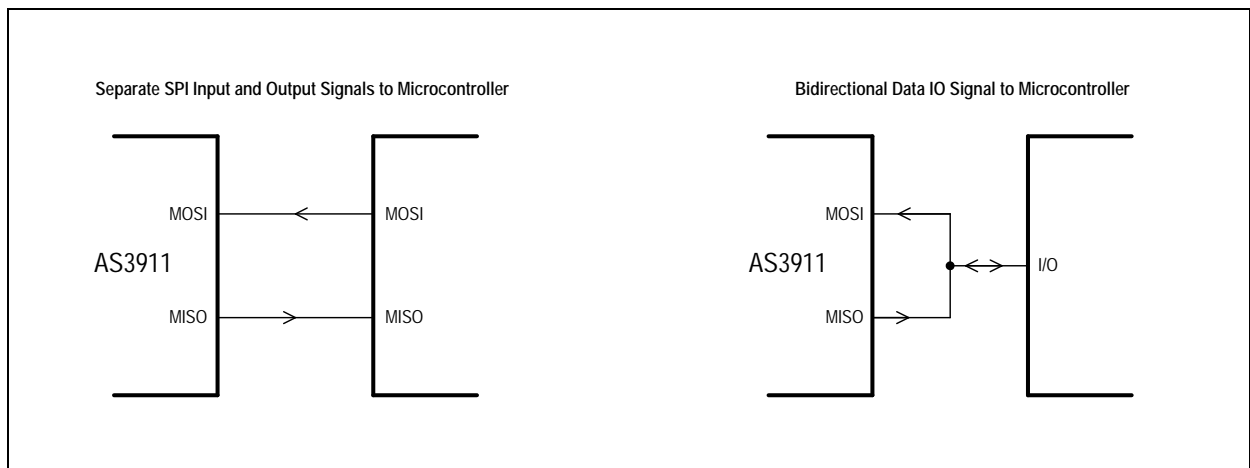 Separate SPI Input and Output Signals to Microcontroller
MOSI
MOSI
AS3911
MISO
MISO
Bidirectional Data IO Signal to Microcontroller
MOSI
AS3911
I/O
MISO